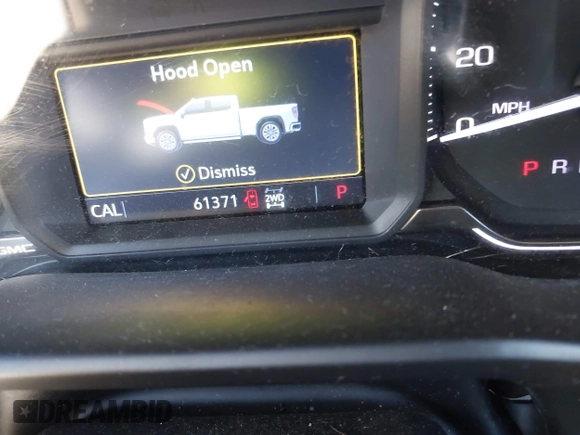 Hood Open
Dismiss
CAL 61371 2WD P
20
MPH
0
P R
GMC
DREAMBID